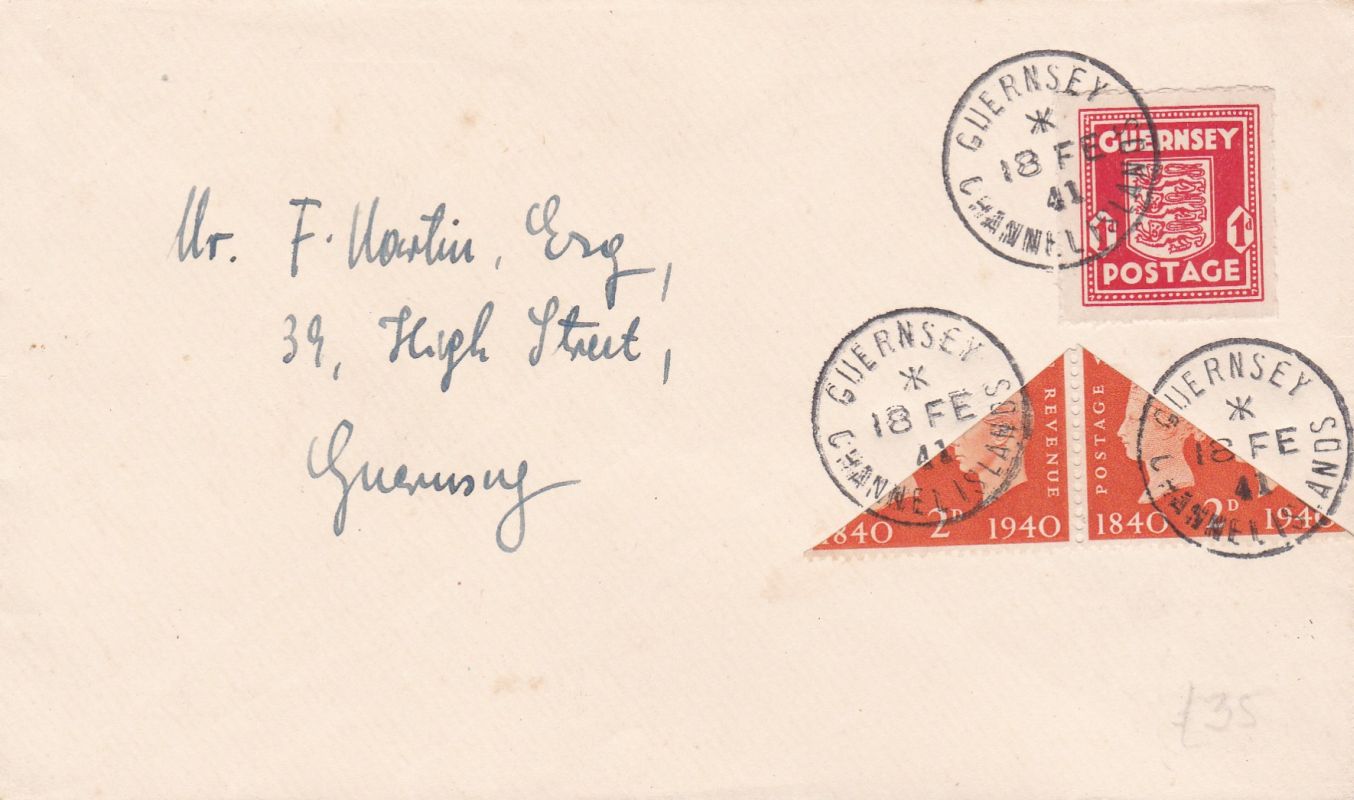 Mr. F. Martin, Esq,
39, High Street,
Guernsey
GUERNSEY
18 FE
41
CHANNEL ISLANDS
GUERNSEY
1D 1D
POSTAGE
GUERNSEY
18 FE
41
CHANNEL ISLANDS
REVENUE
1840 2D 1940
POSTAGE
1840 2D 1940
GUERNSEY
18 FE
41
CHANNEL ISLANDS
£35